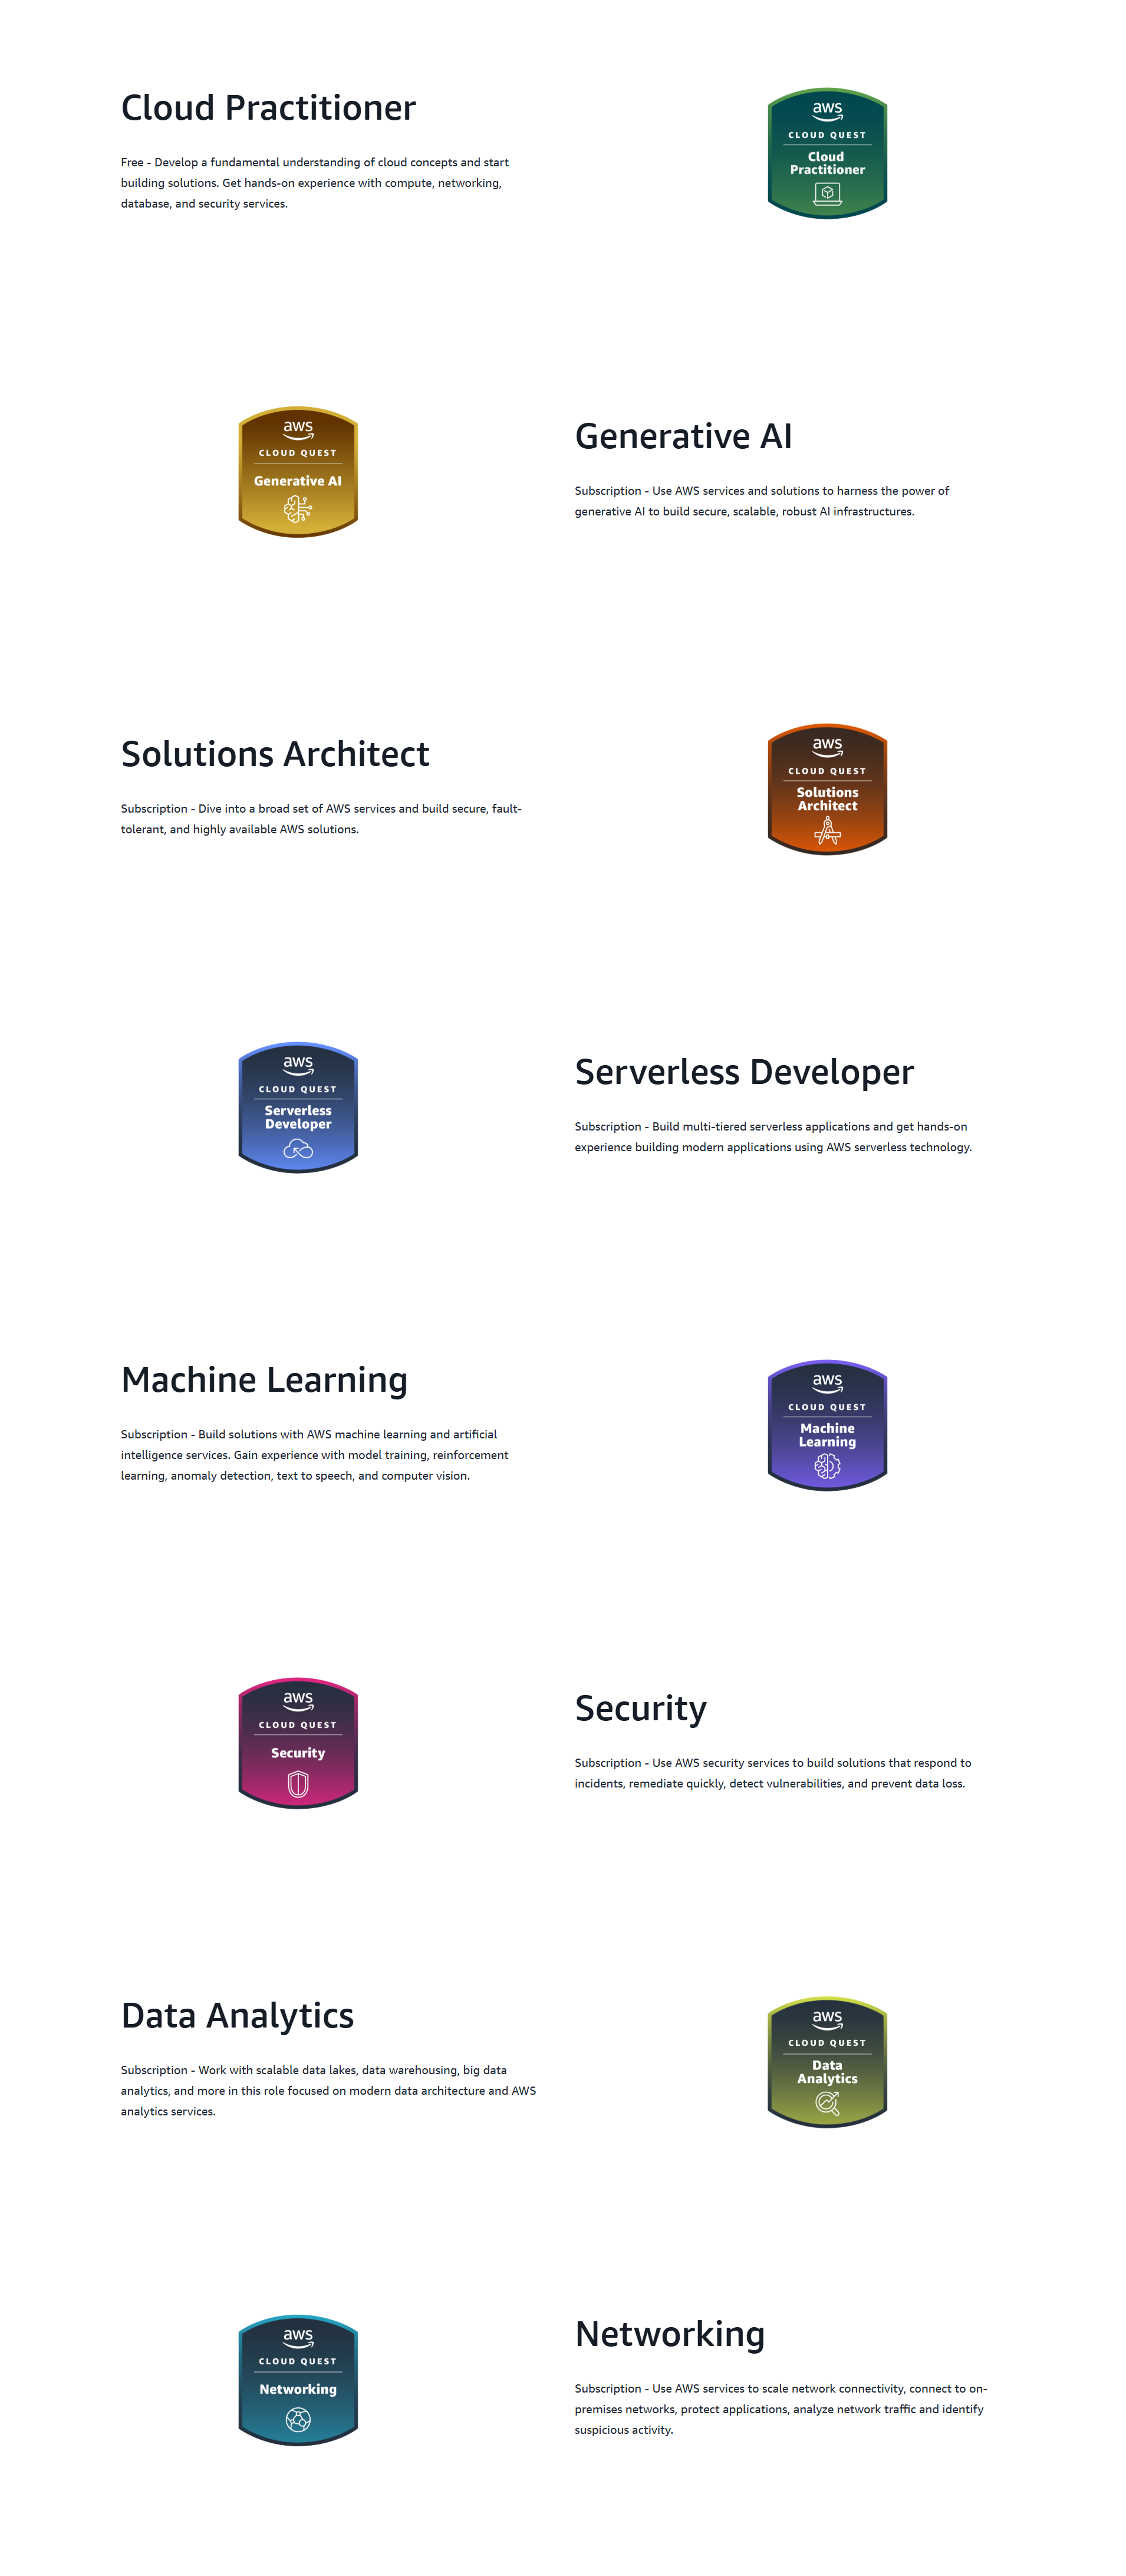 Cloud Practitioner
Free - Develop a fundamental understanding of cloud concepts and start
building solutions. Get hands-on experience with compute, networking,
database, and security services.
aws
CLOUD QUEST
Cloud
Practitioner
aws
CLOUD QUEST
Generative AI
Generative AI
Subscription - Use AWS services and solutions to harness the power of
generative AI to build secure, scalable, robust AI infrastructures.
Solutions Architect
Subscription - Dive into a broad set of AWS services and build secure, fault-
tolerant, and highly available AWS solutions.
aws
CLOUD QUEST
Solutions
Architect
aws
CLOUD QUEST
Serverless
Developer
Serverless Developer
Subscription - Build multi-tiered serverless applications and get hands-on
experience building modern applications using AWS serverless technology.
Machine Learning
Subscription - Build solutions with AWS machine learning and artificial
intelligence services. Gain experience with model training, reinforcement
learning, anomaly detection, text to speech, and computer vision.
aws
CLOUD QUEST
Machine
Learning
aws
CLOUD QUEST
Security
Security
Subscription - Use AWS security services to build solutions that respond to
incidents, remediate quickly, detect vulnerabilities, and prevent data loss.
Data Analytics
Subscription - Work with scalable data lakes, data warehousing, big data
analytics, and more in this role focused on modern data architecture and AWS
analytics services.
aws
CLOUD QUEST
Data
Analytics
aws
CLOUD QUEST
Networking
Networking
Subscription - Use AWS services to scale network connectivity, connect to on-
premises networks, protect applications, analyze network traffic and identify
suspicious activity.